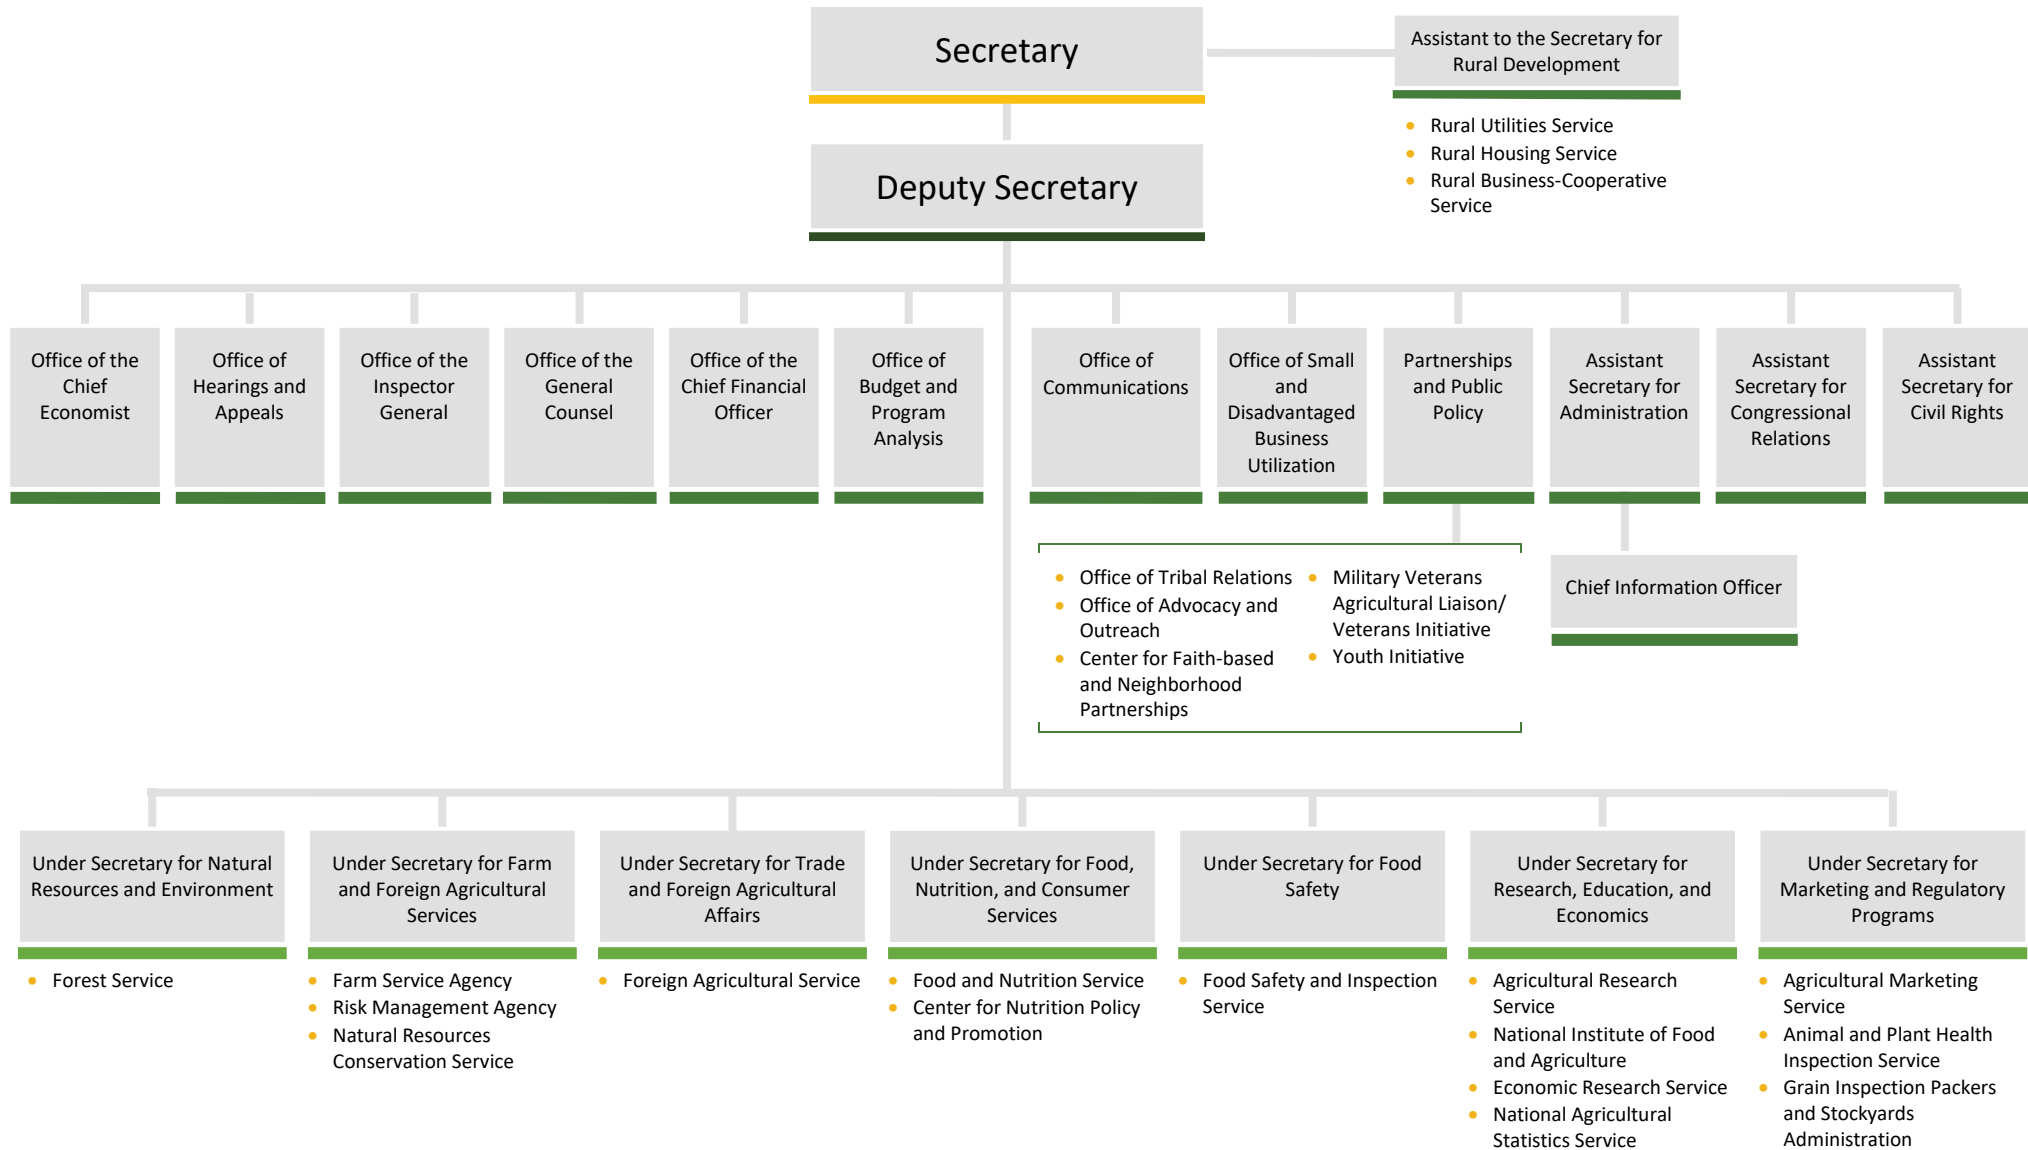 Secretary
Assistant to the Secretary for
Rural Development
Rural Utilities Service
Rural Housing Service
Rural Business-Cooperative
Service
Deputy Secretary
Office of the
Chief
Economist
Office of
Hearings and
Appeals
Office of the
Inspector
General
Office of the
General
Counsel
Office of the
Chief Financial
Officer
Office of
Budget and
Program
Analysis
Office of
Communications
Office of Small
and
Disadvantaged
Business
Utilization
Partnerships
and Public
Policy
Assistant
Secretary for
Administration
Assistant
Secretary for
Congressional
Relations
Assistant
Secretary for
Civil Rights
Office of Tribal Relations
Office of Advocacy and
Outreach
Center for Faith-based
and Neighborhood
Partnerships
Military Veterans
Agricultural Liaison/
Veterans Initiative
Youth Initiative
Chief Information Officer
Under Secretary for Natural
Resources and Environment
Forest Service
Under Secretary for Farm
and Foreign Agricultural
Services
Farm Service Agency
Risk Management Agency
Natural Resources
Conservation Service
Under Secretary for Trade
and Foreign Agricultural
Affairs
Foreign Agricultural Service
Under Secretary for Food,
Nutrition, and Consumer
Services
Food and Nutrition Service
Center for Nutrition Policy
and Promotion
Under Secretary for Food
Safety
Food Safety and Inspection
Service
Under Secretary for
Research, Education, and
Economics
Agricultural Research
Service
National Institute of Food
and Agriculture
Economic Research Service
National Agricultural
Statistics Service
Under Secretary for
Marketing and Regulatory
Programs
Agricultural Marketing
Service
Animal and Plant Health
Inspection Service
Grain Inspection Packers
and Stockyards
Administration